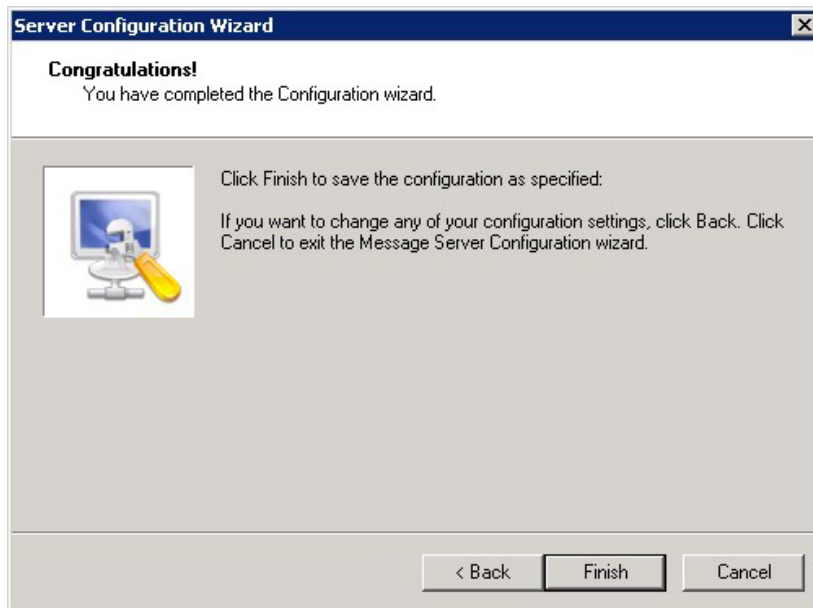 Server Configuration Wizard
Congratulations!
You have completed the Configuration wizard.
Click Finish to save the configuration as specified:
If you want to change any of your configuration settings, click Back. Click
Cancel to exit the Message Server Configuration wizard.
< Back
Finish
Cancel